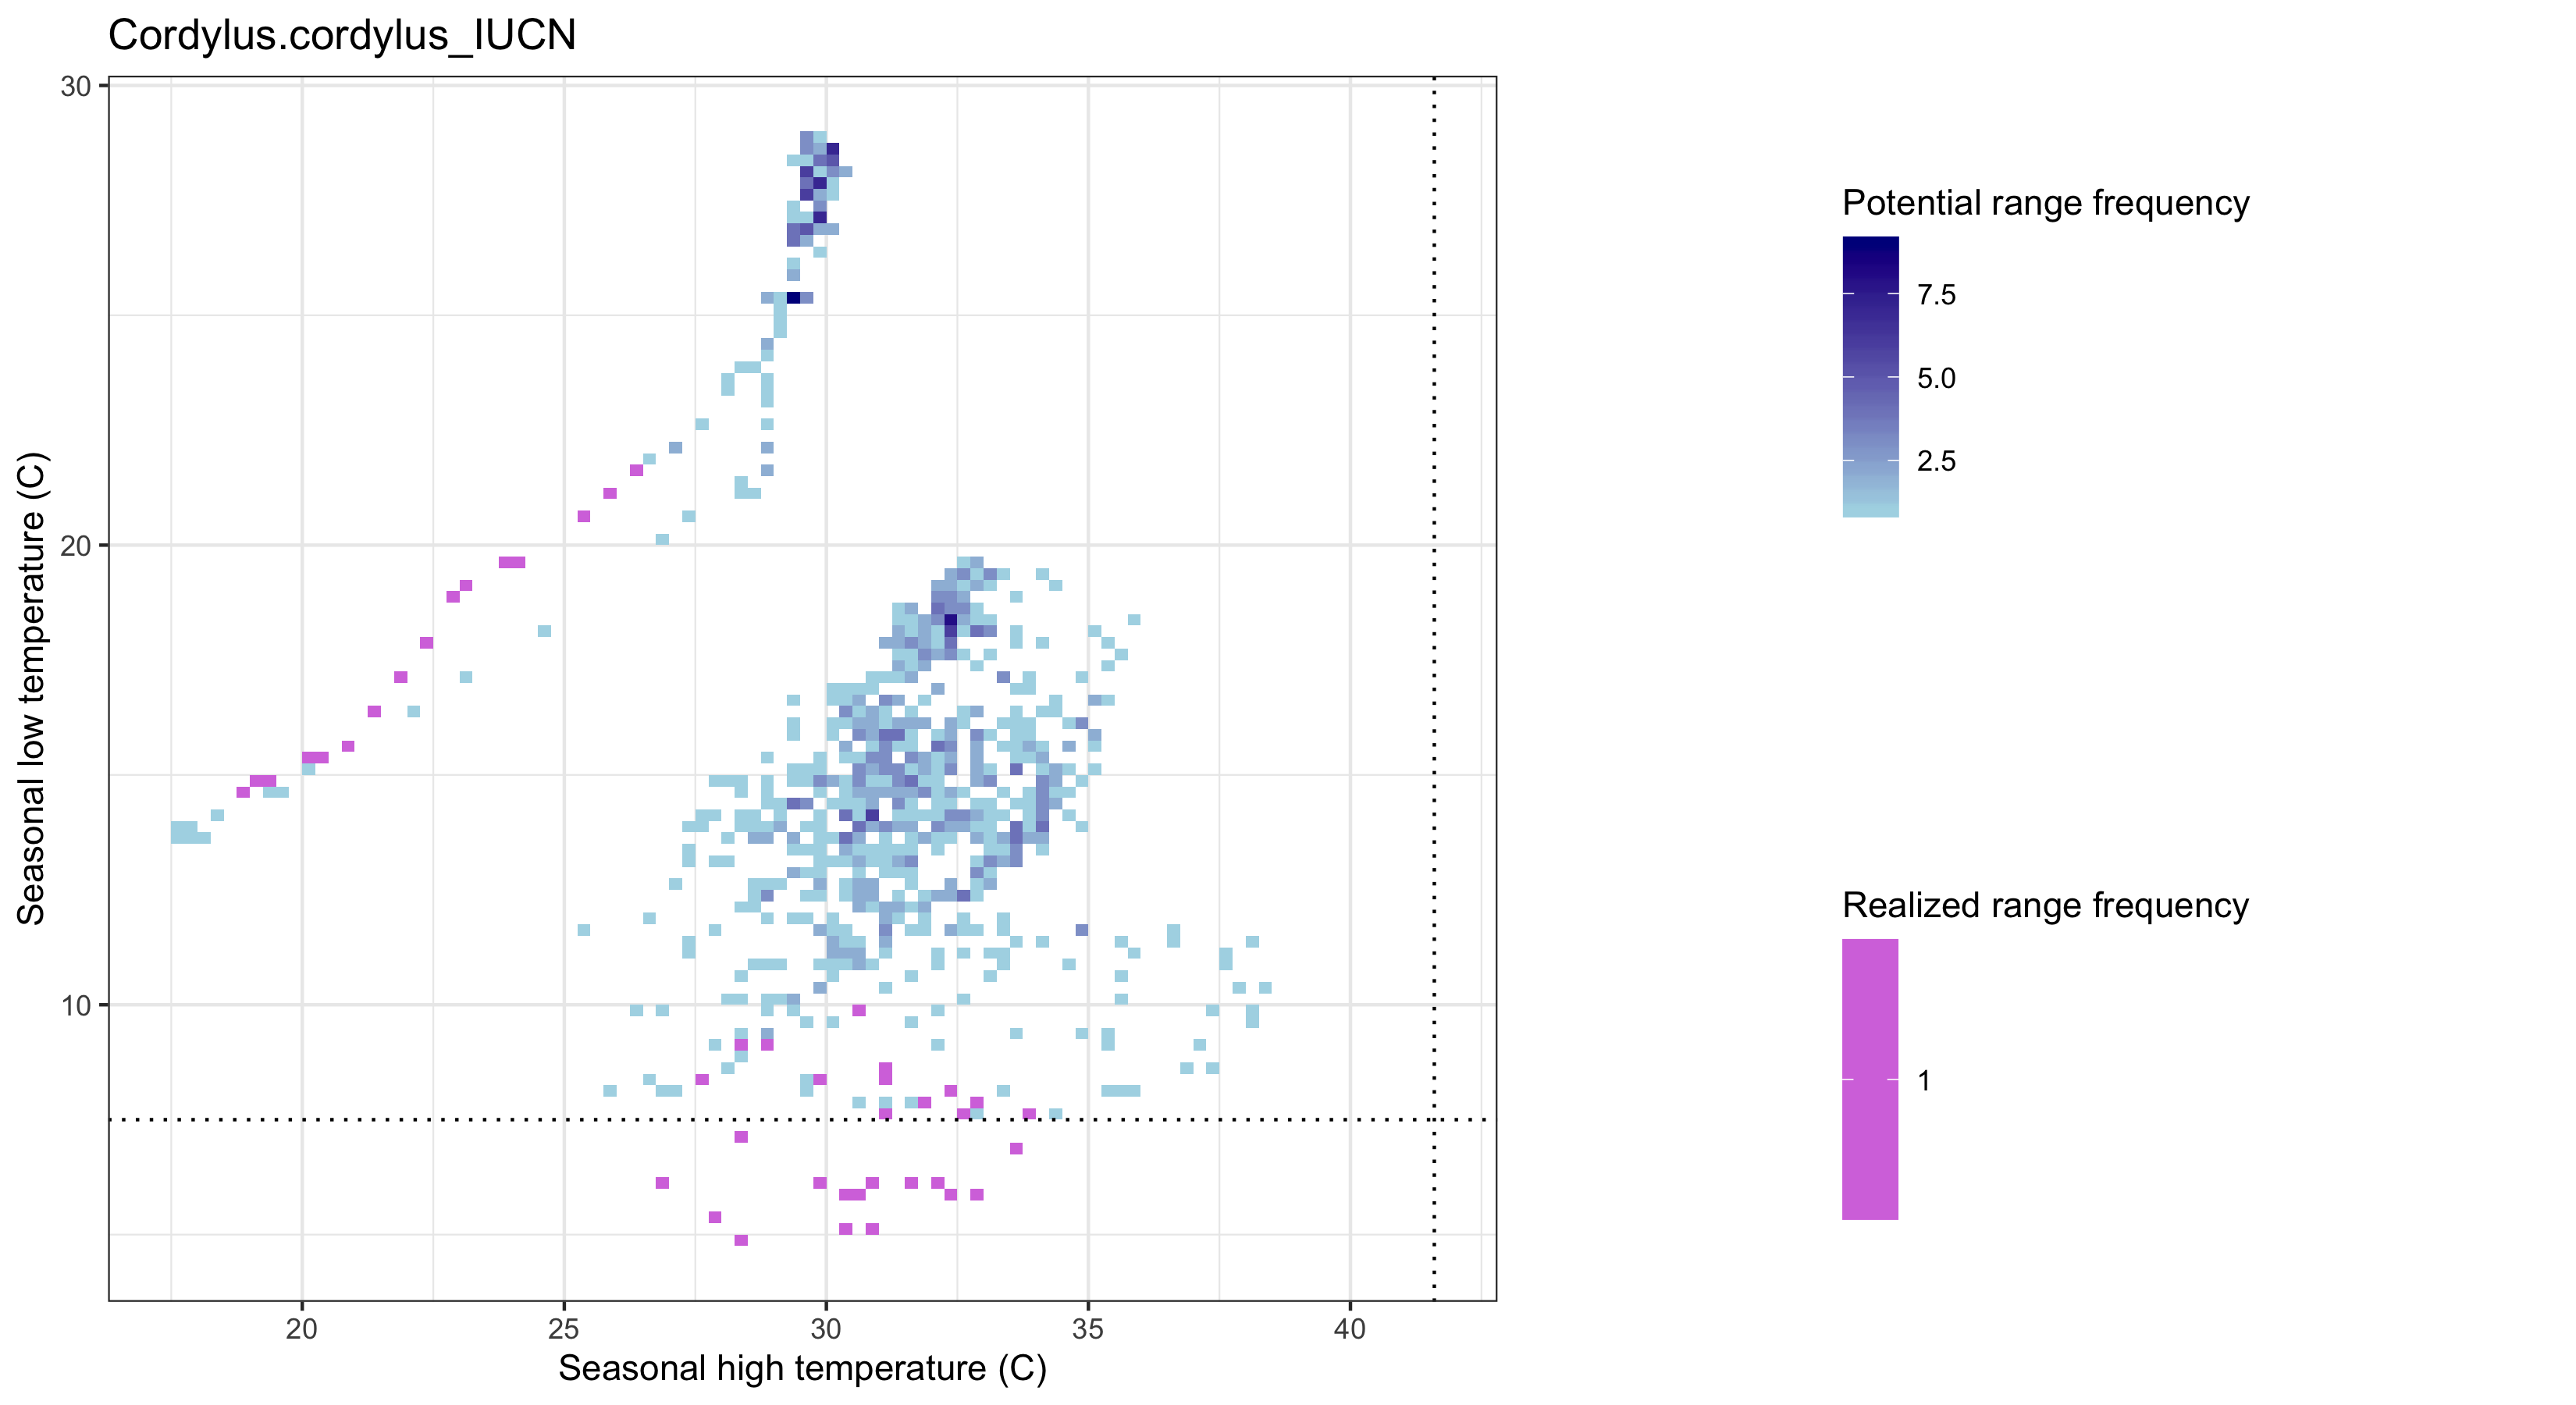 Cordylus.cordylus_IUCN
30
20
10
Seasonal low temperature (C)
20
25
30
35
40
Seasonal high temperature (C)
Potential range frequency
7.5
5.0
2.5
Realized range frequency
1